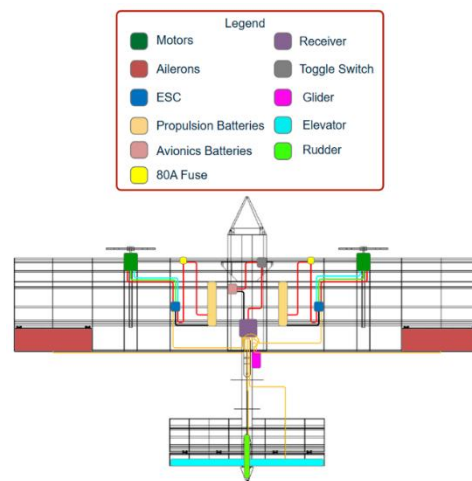 Legend
Motors
Ailerons
ESC
Propulsion Batteries
Avionics Batteries
80A Fuse
Receiver
Toggle Switch
Glider
Elevator
Rudder